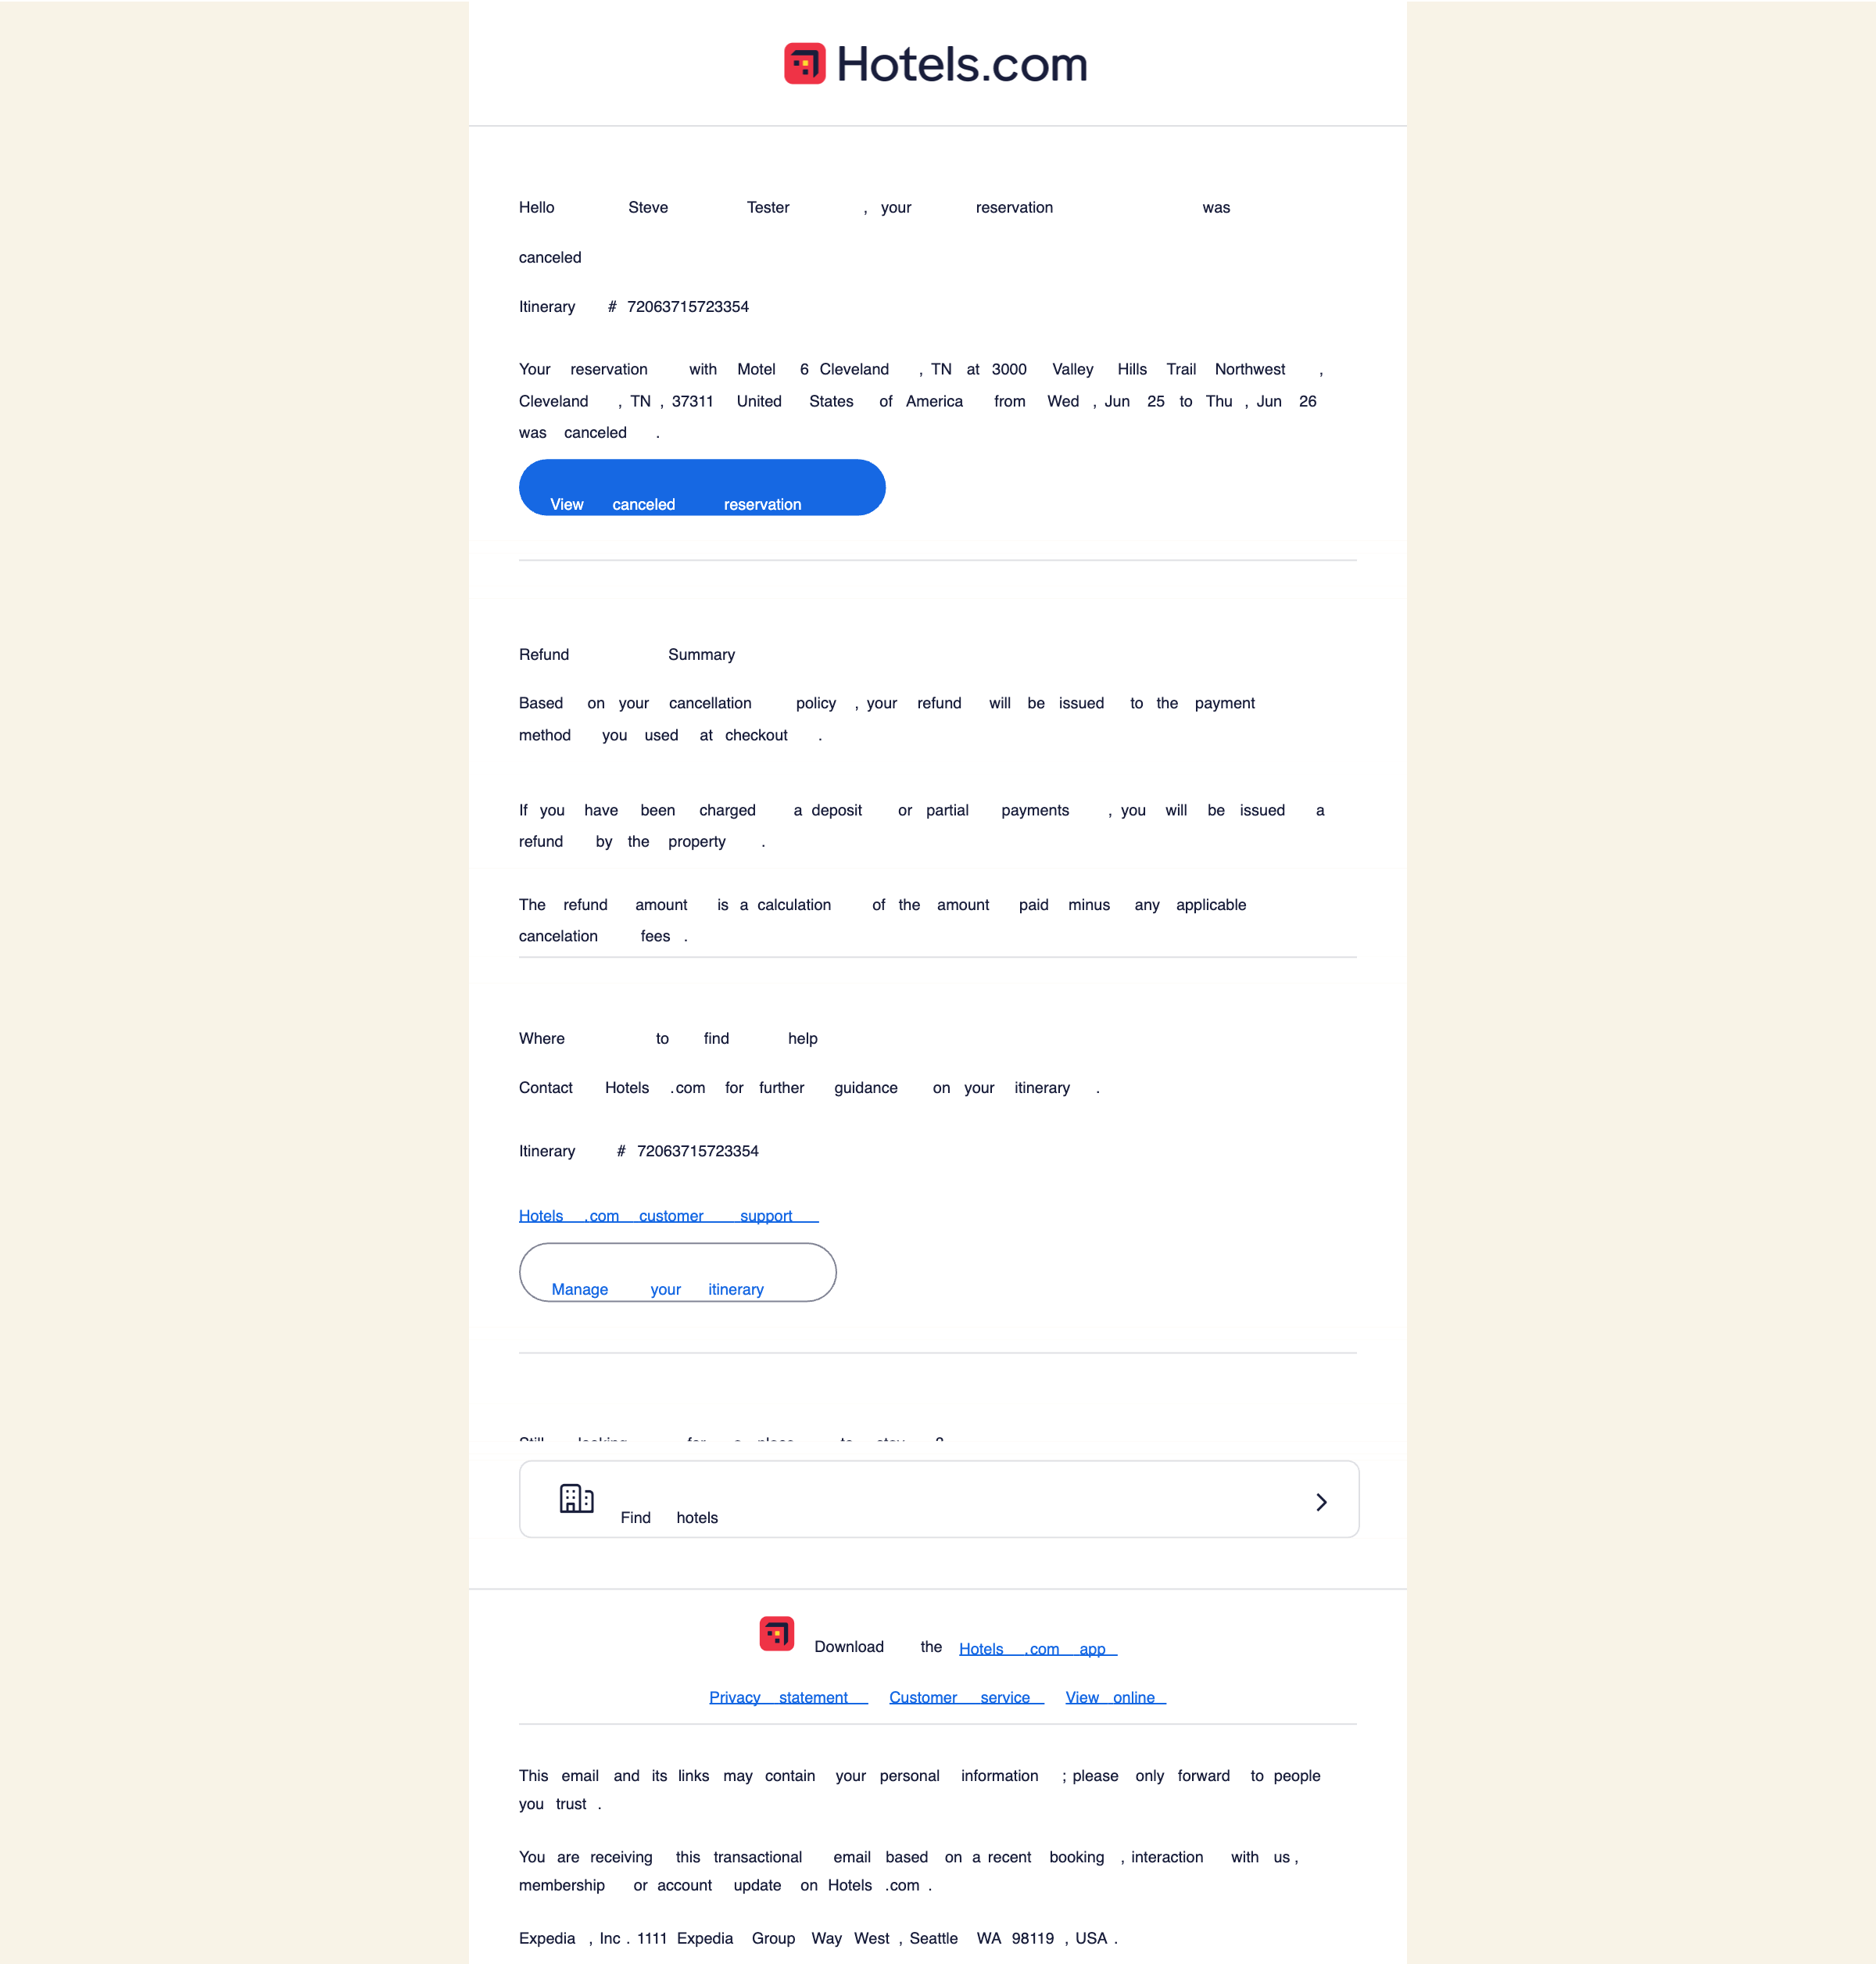 Hotels.com
Hello Steve Tester , your reservation was
canceled
Itinerary # 72063715723354
Your reservation with Motel 6 Cleveland , TN at 3000 Valley Hills Trail Northwest ,
Cleveland , TN , 37311 United States of America from Wed , Jun 25 to Thu , Jun 26
was canceled .
View canceled reservation
Refund Summary
Based on your cancellation policy , your refund will be issued to the payment
method you used at checkout .
If you have been charged a deposit or partial payments , you will be issued a
refund by the property .
The refund amount is a calculation of the amount paid minus any applicable
cancelation fees .
Where to find help
Contact Hotels .com for further guidance on your itinerary .
Itinerary # 72063715723354
Hotels .com customer support
Manage your itinerary
Still looking for a place to stay ?
Find hotels
Download the Hotels .com app
Privacy statement Customer service View online
This email and its links may contain your personal information ; please only forward to people
you trust .
You are receiving this transactional email based on a recent booking , interaction with us ,
membership or account update on Hotels .com .
Expedia , Inc . 1111 Expedia Group Way West , Seattle WA 98119 , USA .